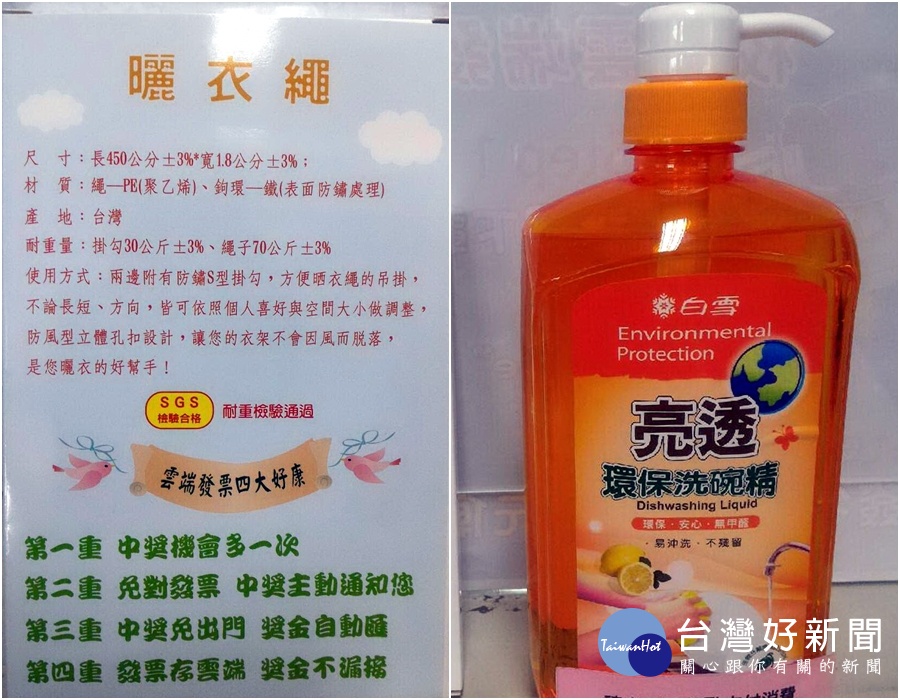 曬衣繩
尺　寸：長450公分±3%*寬1.8公分±3%；
材　質：繩—PE(聚乙烯)、鉤環—鐵(表面防鏽處理)
產　地：台灣
耐重量：掛勾30公斤±3%、繩子70公斤±3%
使用方式：兩邊附有防鏽S型掛勾，方便晒衣繩的吊掛，
不論長短、方向，皆可依照個人喜好與空間大小做調整，
防風型立體孔扣設計，讓您的衣架不會因風而脫落，
是您曬衣的好幫手！
SGS
檢驗合格
耐重檢驗通過
雲端發票四大好康
第一重 中獎機會多一次
第二重 免對發票 中獎主動通知您
第三重 中獎免出門 獎金自動匯
第四重 發票存雲端 獎金不漏接
白雪
Environmental
Protection
亮透
環保洗碗精
Dishwashing Liquid
環保・安心・無甲醛
・易沖洗・不殘留
TaiwanHot
台灣好新聞
關心跟你有關的新聞